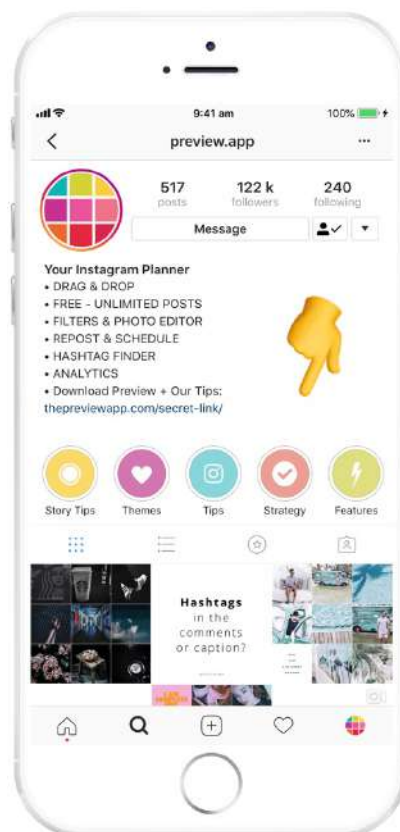 9:41 am 100%
preview.app
517 122 k 240
posts followers following
Message
Your Instagram Planner
• DRAG & DROP
• FREE - UNLIMITED POSTS
• FILTERS & PHOTO EDITOR
• REPOST & SCHEDULE
• HASHTAG FINDER
• ANALYTICS
• Download Preview + Our Tips:
thepreviewapp.com/secret-link/
Story Tips Themes Tips Strategy Features
Hashtags
in the
comments
or caption?